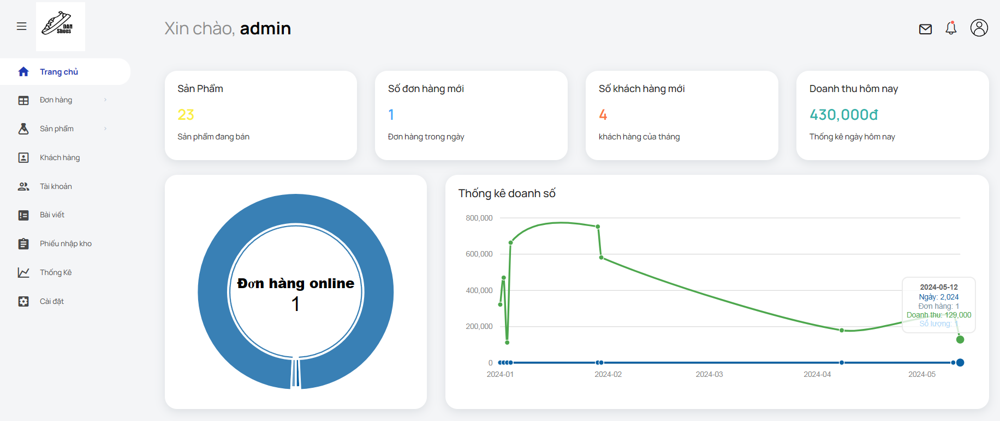 DAN
Shoes
Xin chào, admin
Trang chủ
Đơn hàng
Sản phẩm
Khách hàng
Tài khoản
Bài viết
Phiếu nhập kho
Thống Kê
Cài đặt
Sản Phẩm
23
Sản phẩm đang bán
Số đơn hàng mới
1
Đơn hàng trong ngày
Số khách hàng mới
4
khách hàng của tháng
Doanh thu hôm nay
430,000đ
Thống kê ngày hôm nay
Đơn hàng online
1
Thống kê doanh số
800,000
600,000
400,000
200,000
0
2024-01
2024-02
2024-03
2024-04
2024-05
2024-05-12
Ngày: 2,024
Đơn hàng: 1
Doanh thu: 129,000
Số lượng: 1